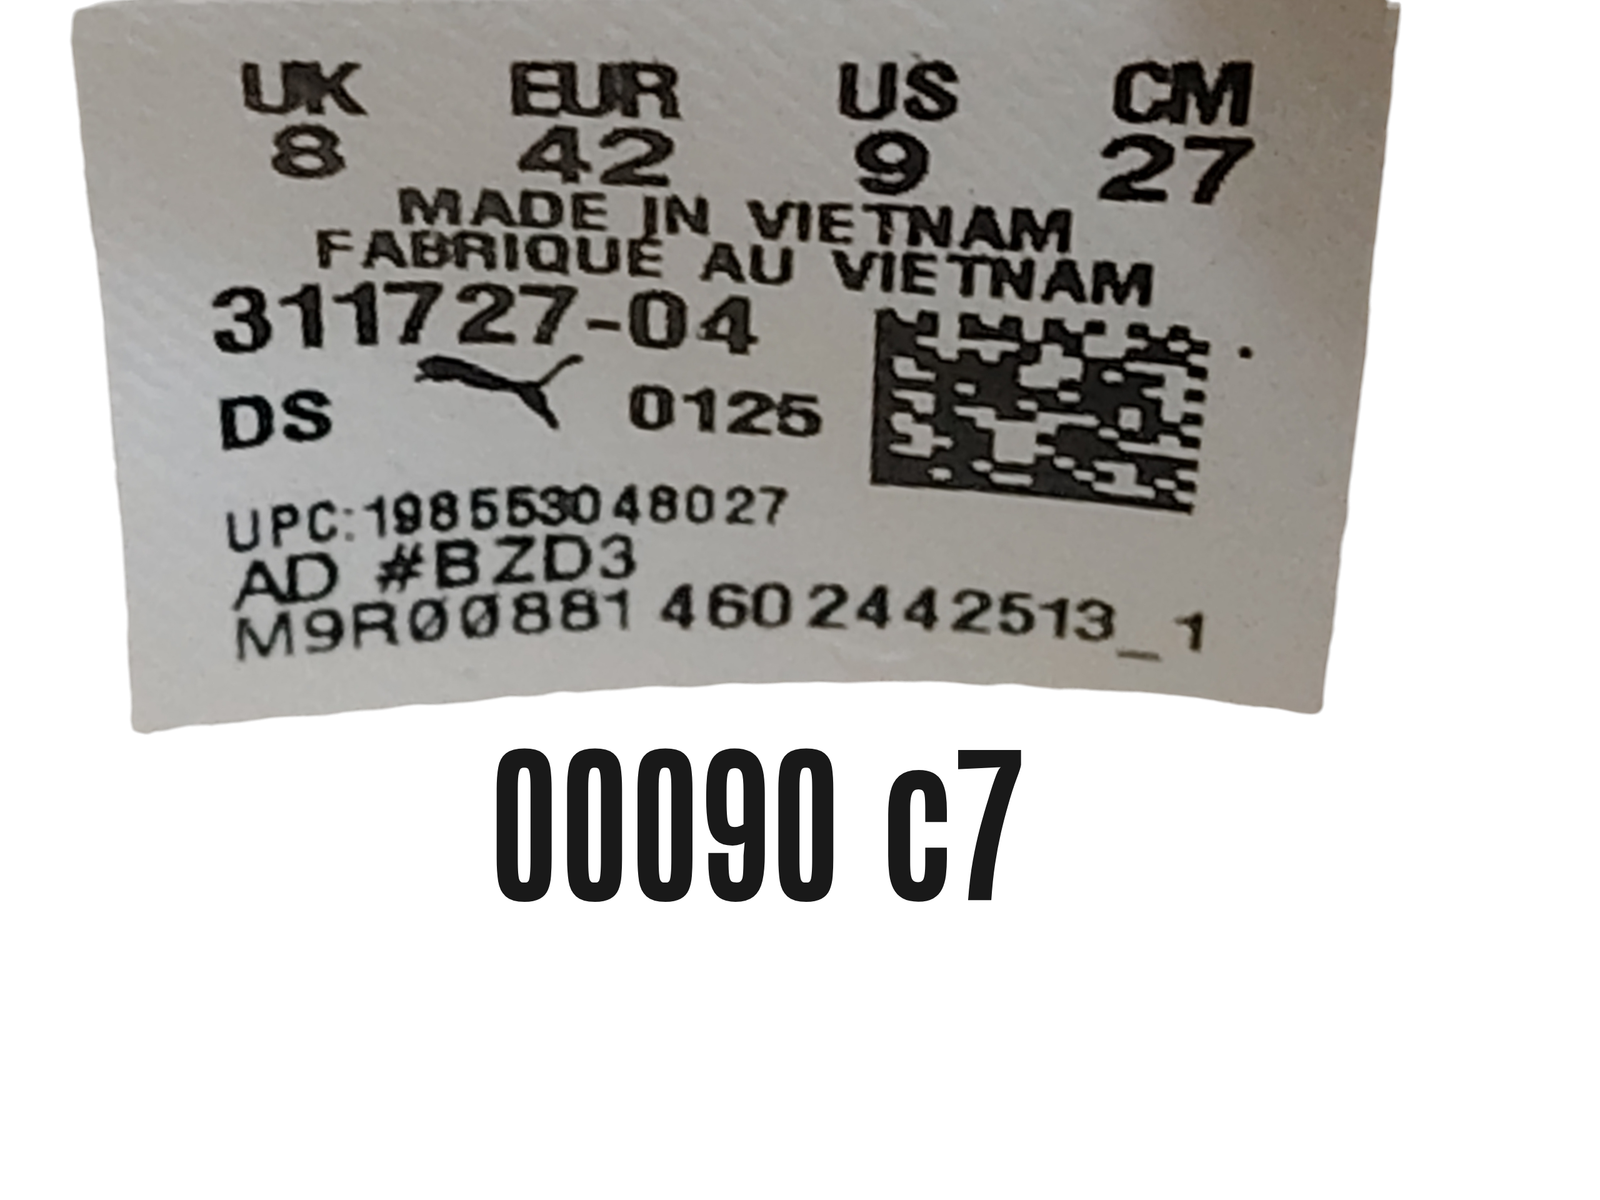 UK EUR US CM
8 42 9 27
MADE IN VIETNAM
FABRIQUÉ AU VIETNAM
311727-04
DS 0125
UPC:198553048027
AD #BZD3
M9R00881 4602442513_1
00090 c7